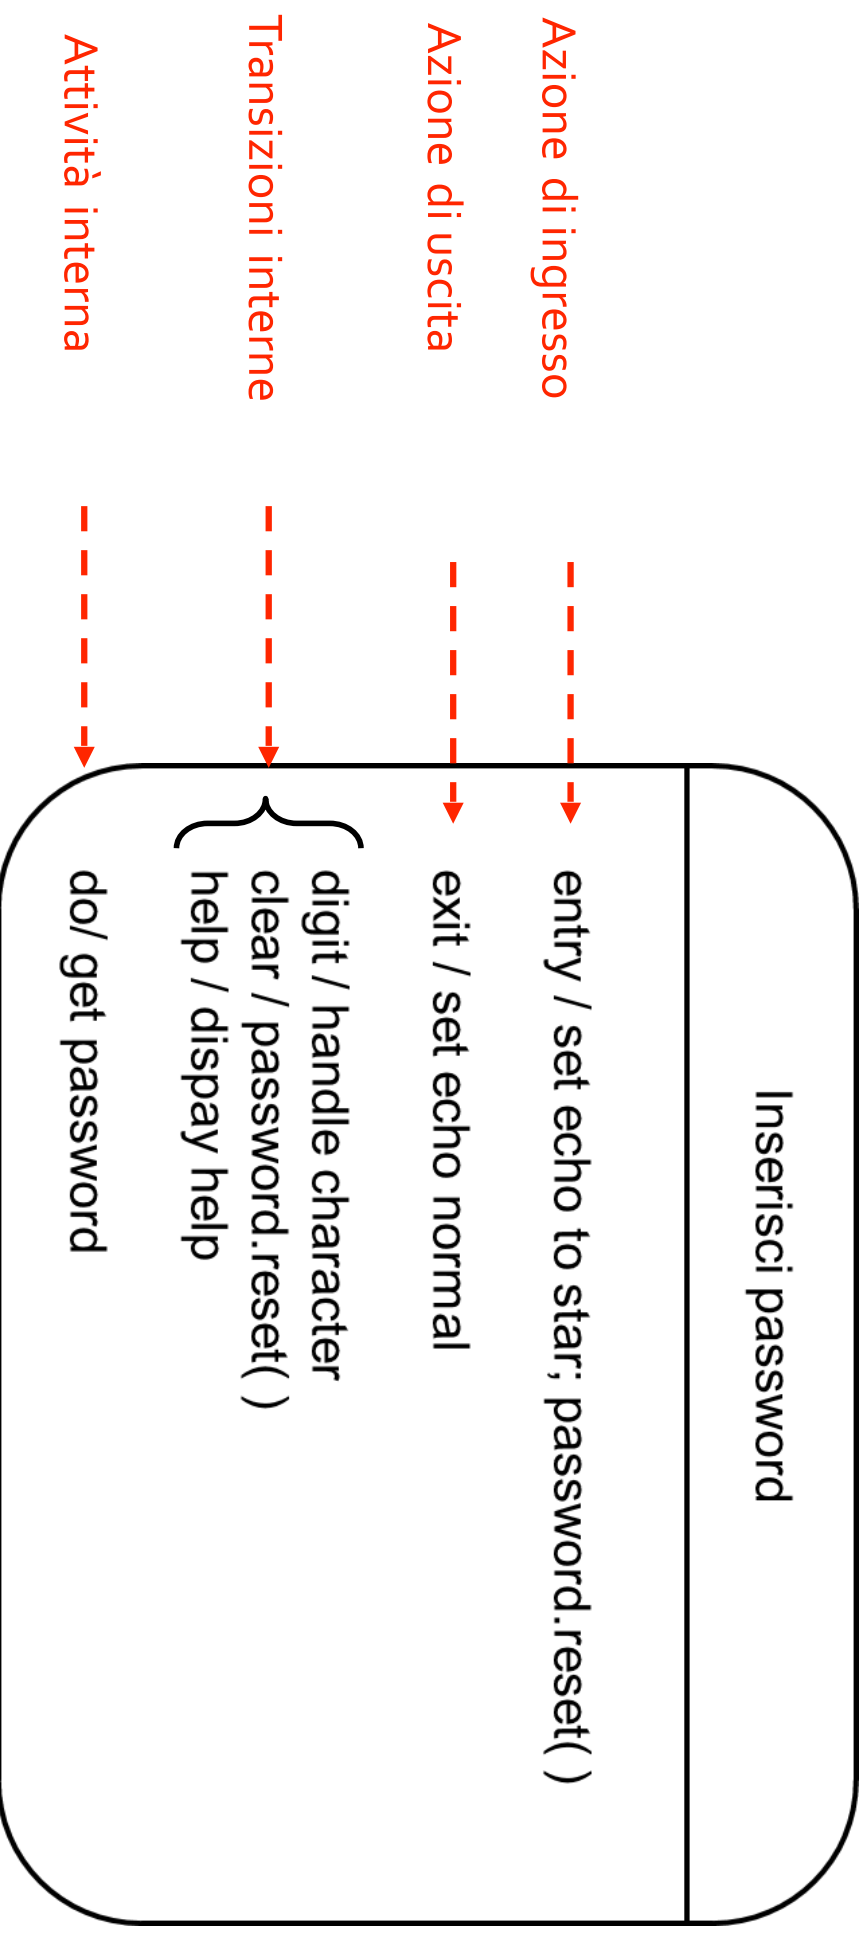 Inserisci password
Azione di ingresso
entry / set echo to star; password.reset( )
Azione di uscita
exit / set echo normal
Transizioni interne
digit / handle character
clear / password.reset( )
help / dispay help
Attività interna
do/ get password